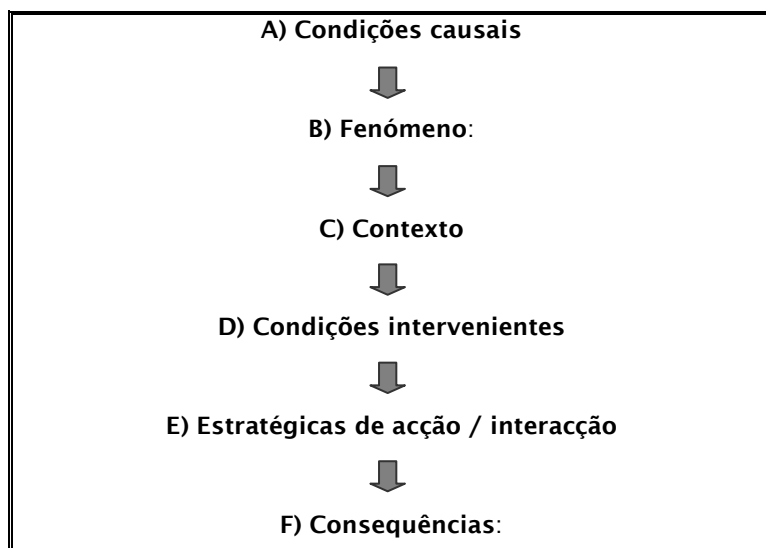 A) Condições causais
B) Fenómeno:
C) Contexto
D) Condições intervenientes
E) Estratégicas de acção / interacção
F) Consequências: